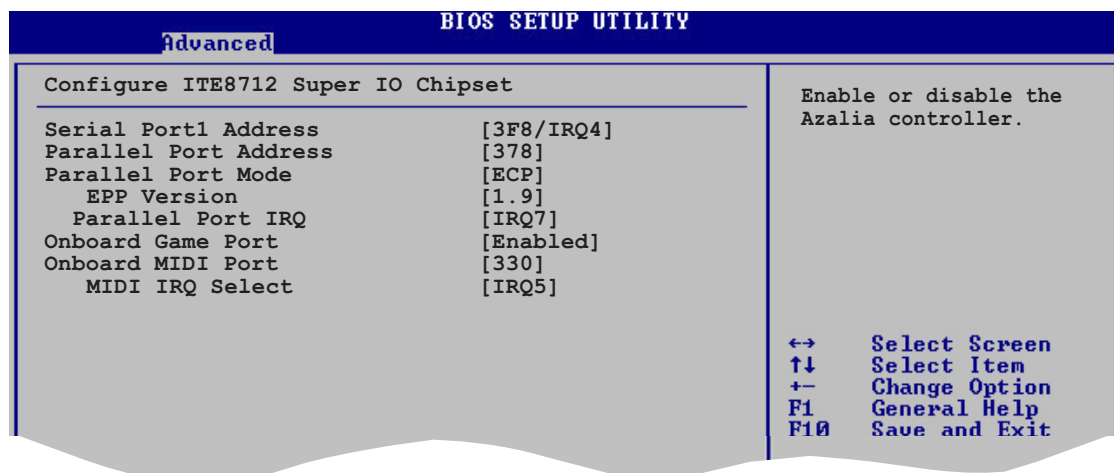 BIOS SETUP UTILITY
Advanced
Configure ITE8712 Super IO Chipset
Serial Port1 Address [3F8/IRQ4]
Parallel Port Address [378]
Parallel Port Mode [ECP]
EPP Version [1.9]
Parallel Port IRQ [IRQ7]
Onboard Game Port [Enabled]
Onboard MIDI Port [330]
MIDI IRQ Select [IRQ5]
Enable or disable the
Azalia controller.
←→ Select Screen
↑↓ Select Item
+- Change Option
F1 General Help
F10 Save and Exit